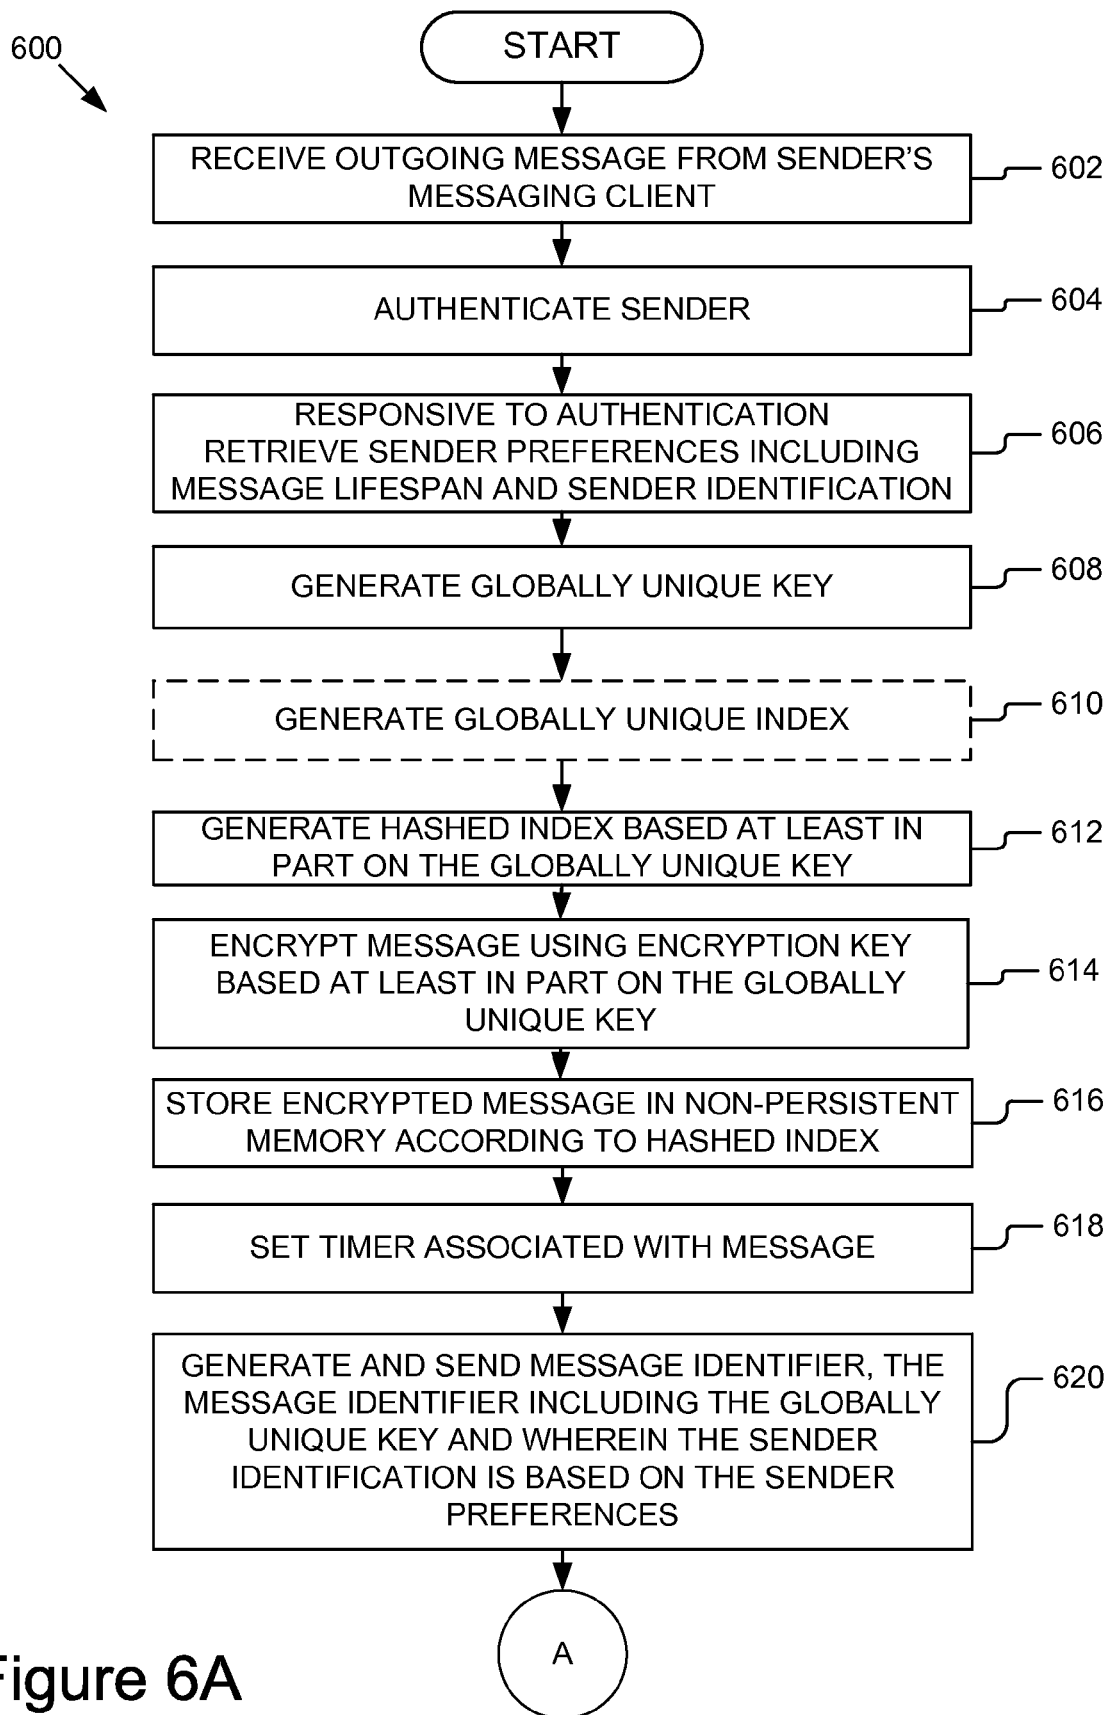 600
START
RECEIVE OUTGOING MESSAGE FROM SENDER'S
MESSAGING CLIENT
602
AUTHENTICATE SENDER
604
RESPONSIVE TO AUTHENTICATION
RETRIEVE SENDER PREFERENCES INCLUDING
MESSAGE LIFESPAN AND SENDER IDENTIFICATION
606
GENERATE GLOBALLY UNIQUE KEY
608
GENERATE GLOBALLY UNIQUE INDEX
610
GENERATE HASHED INDEX BASED AT LEAST IN
PART ON THE GLOBALLY UNIQUE KEY
612
ENCRYPT MESSAGE USING ENCRYPTION KEY
BASED AT LEAST IN PART ON THE GLOBALLY
UNIQUE KEY
614
STORE ENCRYPTED MESSAGE IN NON-PERSISTENT
MEMORY ACCORDING TO HASHED INDEX
616
SET TIMER ASSOCIATED WITH MESSAGE
618
GENERATE AND SEND MESSAGE IDENTIFIER, THE
MESSAGE IDENTIFIER INCLUDING THE GLOBALLY
UNIQUE KEY AND WHEREIN THE SENDER
IDENTIFICATION IS BASED ON THE SENDER
PREFERENCES
620
A
Figure 6A